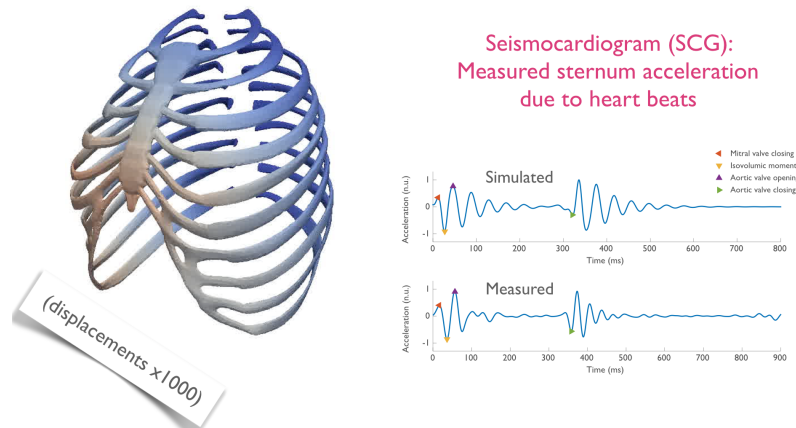 Seismocardiogram (SCG):
Measured sternum acceleration
due to heart beats
Mitral valve closing
Isovolumic moment
Aortic valve openin
Aortic valve closing
Simulated
Acceleration (n.u.)
1
0
-1
0 100 200 300 400 500 600 700 800
Time (ms)
Measured
Acceleration (n.u.)
1
0
-1
0 100 200 300 400 500 600 700 800 900
Time (ms)
(displacements x1000)